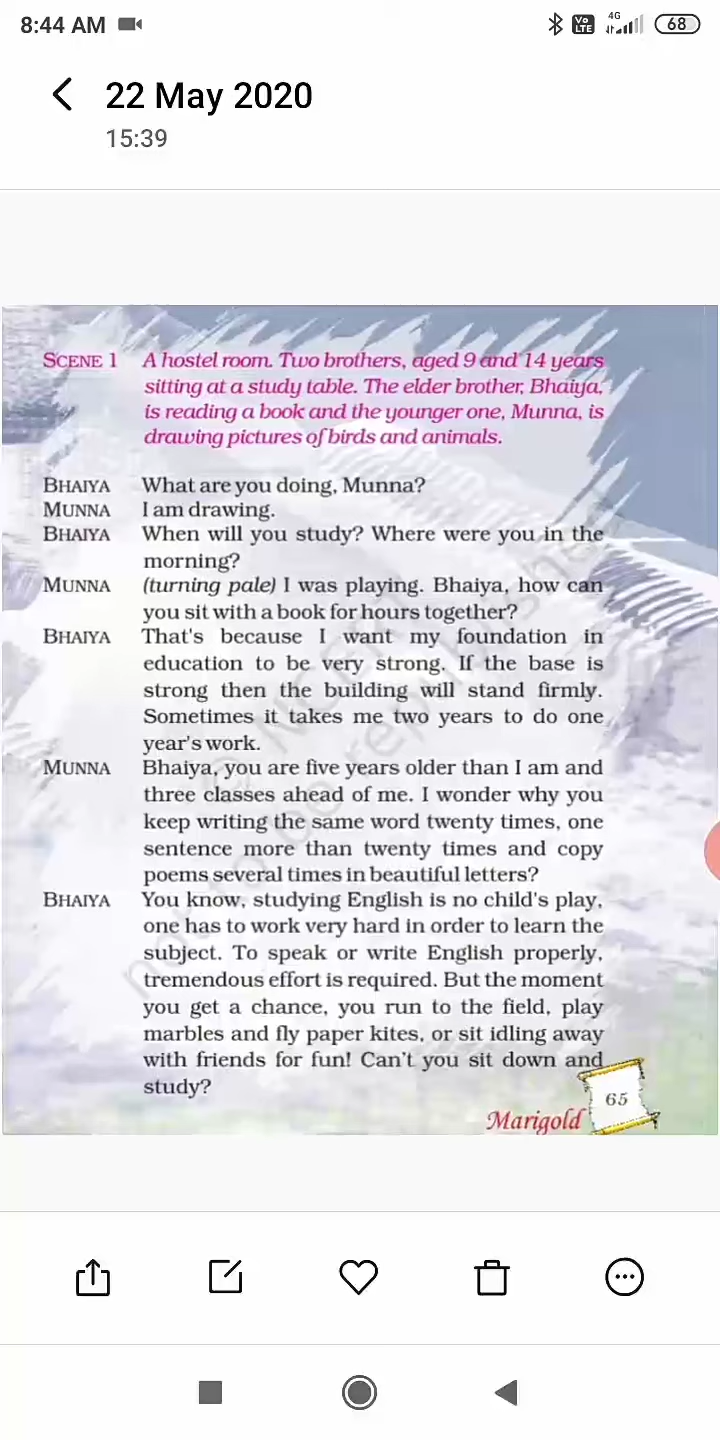 8:44 AM
Vo LTE 4G 68
22 May 2020
15:39
SCENE 1 A hostel room. Two brothers, aged 9 and 14 years
sitting at a study table. The elder brother, Bhaiya,
is reading a book and the younger one, Munna, is
drawing pictures of birds and animals.
BHAIYA What are you doing, Munna?
MUNNA I am drawing.
BHAIYA When will you study? Where were you in the
morning?
MUNNA (turning pale) I was playing. Bhaiya, how can
you sit with a book for hours together?
BHAIYA That's because I want my foundation in
education to be very strong. If the base is
strong then the building will stand firmly.
Sometimes it takes me two years to do one
year's work.
MUNNA Bhaiya, you are five years older than I am and
three classes ahead of me. I wonder why you
keep writing the same word twenty times, one
sentence more than twenty times and copy
poems several times in beautiful letters?
BHAIYA You know, studying English is no child's play,
one has to work very hard in order to learn the
subject. To speak or write English properly,
tremendous effort is required. But the moment
you get a chance, you run to the field, play
marbles and fly paper kites, or sit idling away
with friends for fun! Can't you sit down and
study?
65
Marigold